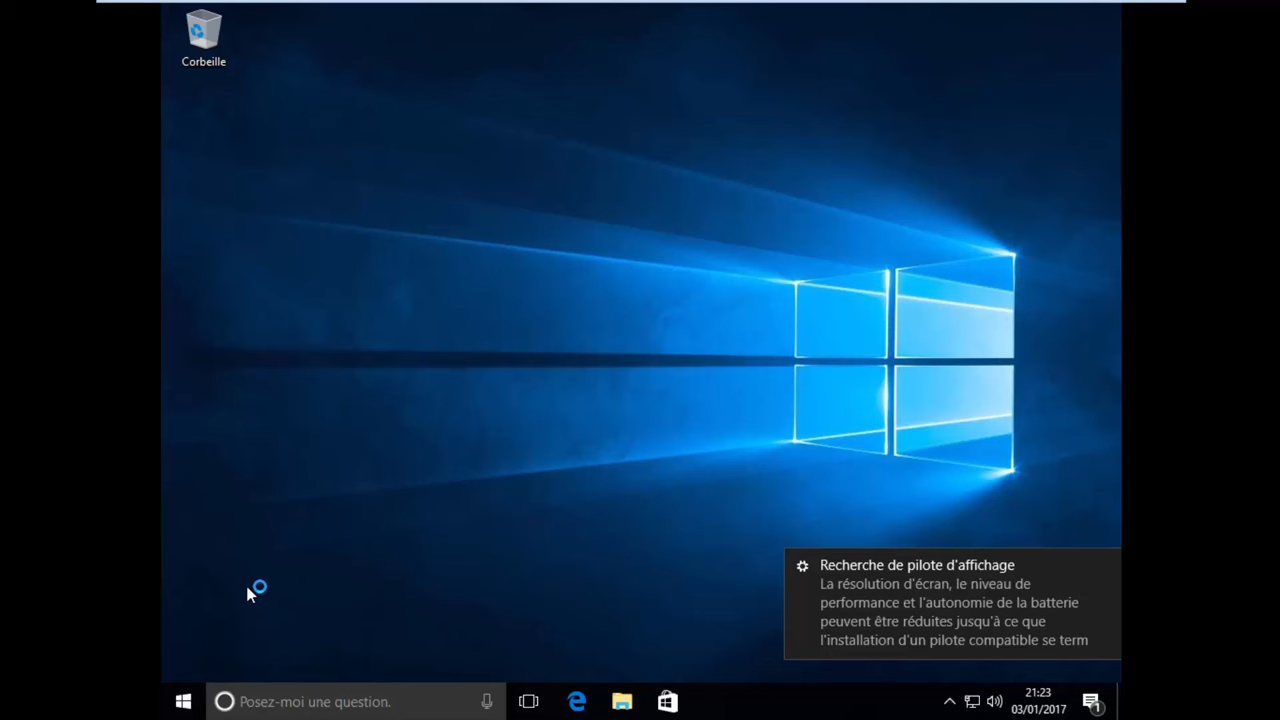 Corbeille
Recherche de pilote d'affichage
La résolution d'écran, le niveau de
performance et l'autonomie de la batterie
peuvent être réduites jusqu'à ce que
l'installation d'un pilote compatible se term
Posez-moi une question.
21:23
03/01/2017
1